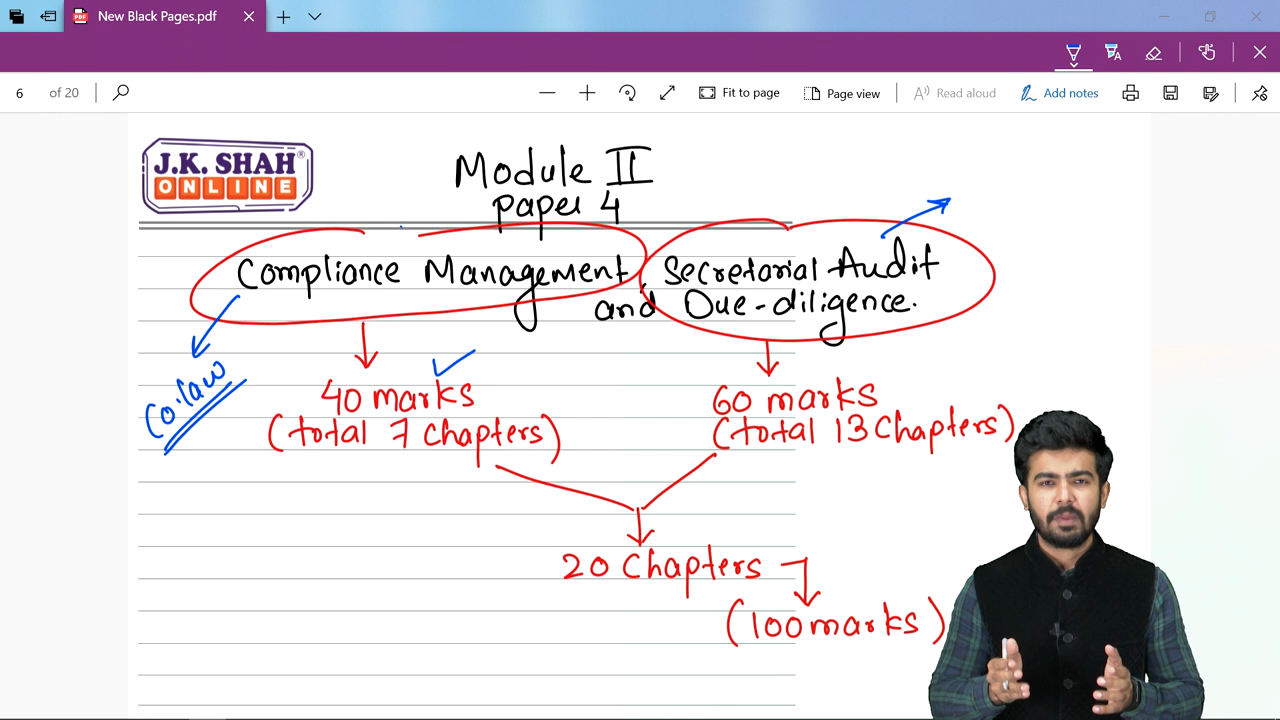 New Black Pages.pdf
6 of 20
Fit to page
Page view
Read aloud
Add notes
J.K. SHAH®
ONLINE
Module II
paper 4
Compliance Management, Secretarial Audit
and Due-diligence.
Co.law
40 marks
(total 7 chapters)
60 marks
(total 13 Chapters)
20 Chapters
(100 marks)